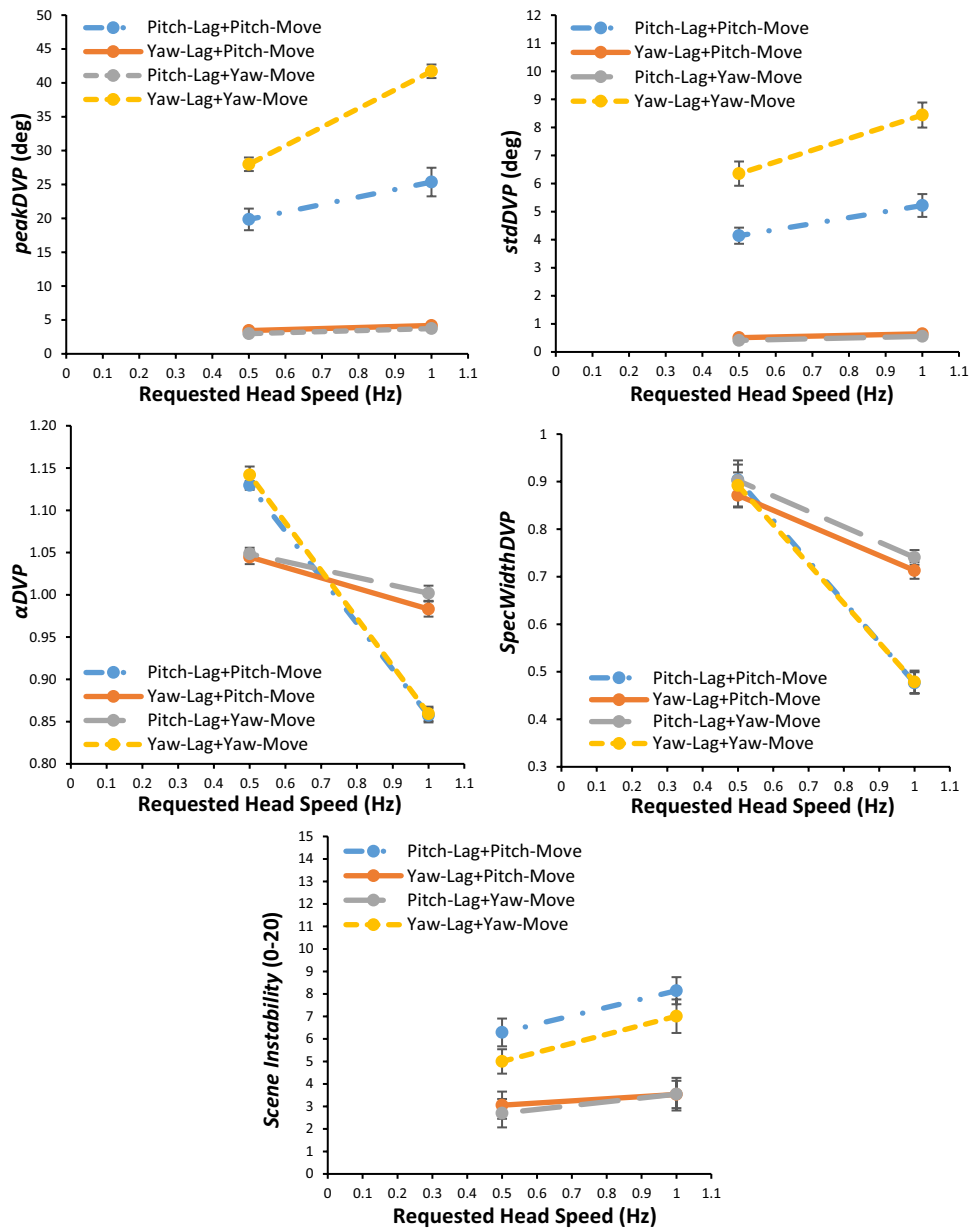 50
45
40
35
30
25
20
15
10
5
0
peakDVP (deg)
Pitch-Lag+Pitch-Move
Yaw-Lag+Pitch-Move
Pitch-Lag+Yaw-Move
Yaw-Lag+Yaw-Move
0 0.1 0.2 0.3 0.4 0.5 0.6 0.7 0.8 0.9 1 1.1
Requested Head Speed (Hz)
12
11
10
9
8
7
6
5
4
3
2
1
0
stdDVP (deg)
Pitch-Lag+Pitch-Move
Yaw-Lag+Pitch-Move
Pitch-Lag+Yaw-Move
Yaw-Lag+Yaw-Move
0 0.1 0.2 0.3 0.4 0.5 0.6 0.7 0.8 0.9 1 1.1
Requested Head Speed (Hz)
1.20
1.15
1.10
1.05
1.00
0.95
0.90
0.85
0.80
αDVP
Pitch-Lag+Pitch-Move
Yaw-Lag+Pitch-Move
Pitch-Lag+Yaw-Move
Yaw-Lag+Yaw-Move
0 0.1 0.2 0.3 0.4 0.5 0.6 0.7 0.8 0.9 1 1.1
Requested Head Speed (Hz)
1
0.9
0.8
0.7
0.6
0.5
0.4
0.3
SpecWidthDVP
Pitch-Lag+Pitch-Move
Yaw-Lag+Pitch-Move
Pitch-Lag+Yaw-Move
Yaw-Lag+Yaw-Move
0 0.1 0.2 0.3 0.4 0.5 0.6 0.7 0.8 0.9 1 1.1
Requested Head Speed (Hz)
15
14
13
12
11
10
9
8
7
6
5
4
3
2
1
0
Scene Instability (0-20)
Pitch-Lag+Pitch-Move
Yaw-Lag+Pitch-Move
Pitch-Lag+Yaw-Move
Yaw-Lag+Yaw-Move
0 0.1 0.2 0.3 0.4 0.5 0.6 0.7 0.8 0.9 1 1.1
Requested Head Speed (Hz)